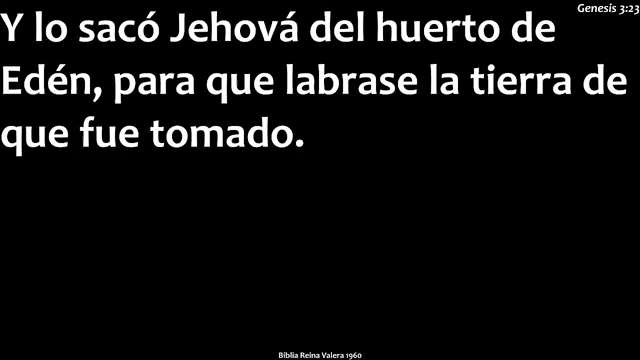 Genesis 3:23
Y lo sacó Jehová del huerto de
Edén, para que labrase la tierra de
que fue tomado.
Biblia Reina Valera 1960